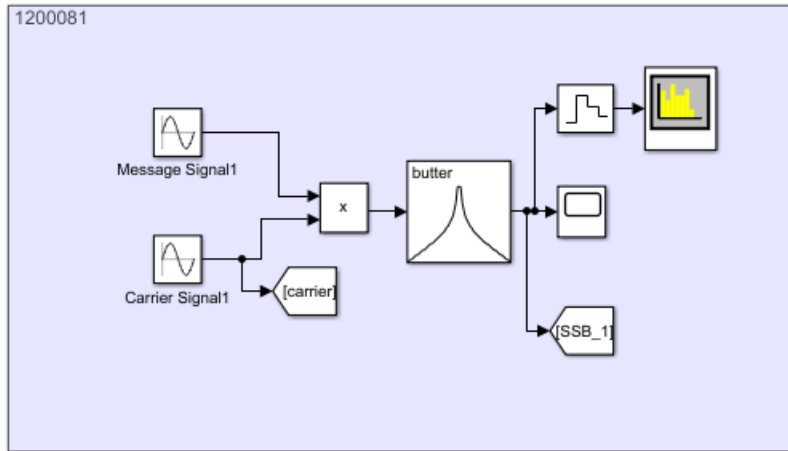 1200081
Message Signal1
Carrier Signal1
[carrier]
x
butter
[SSB_1]